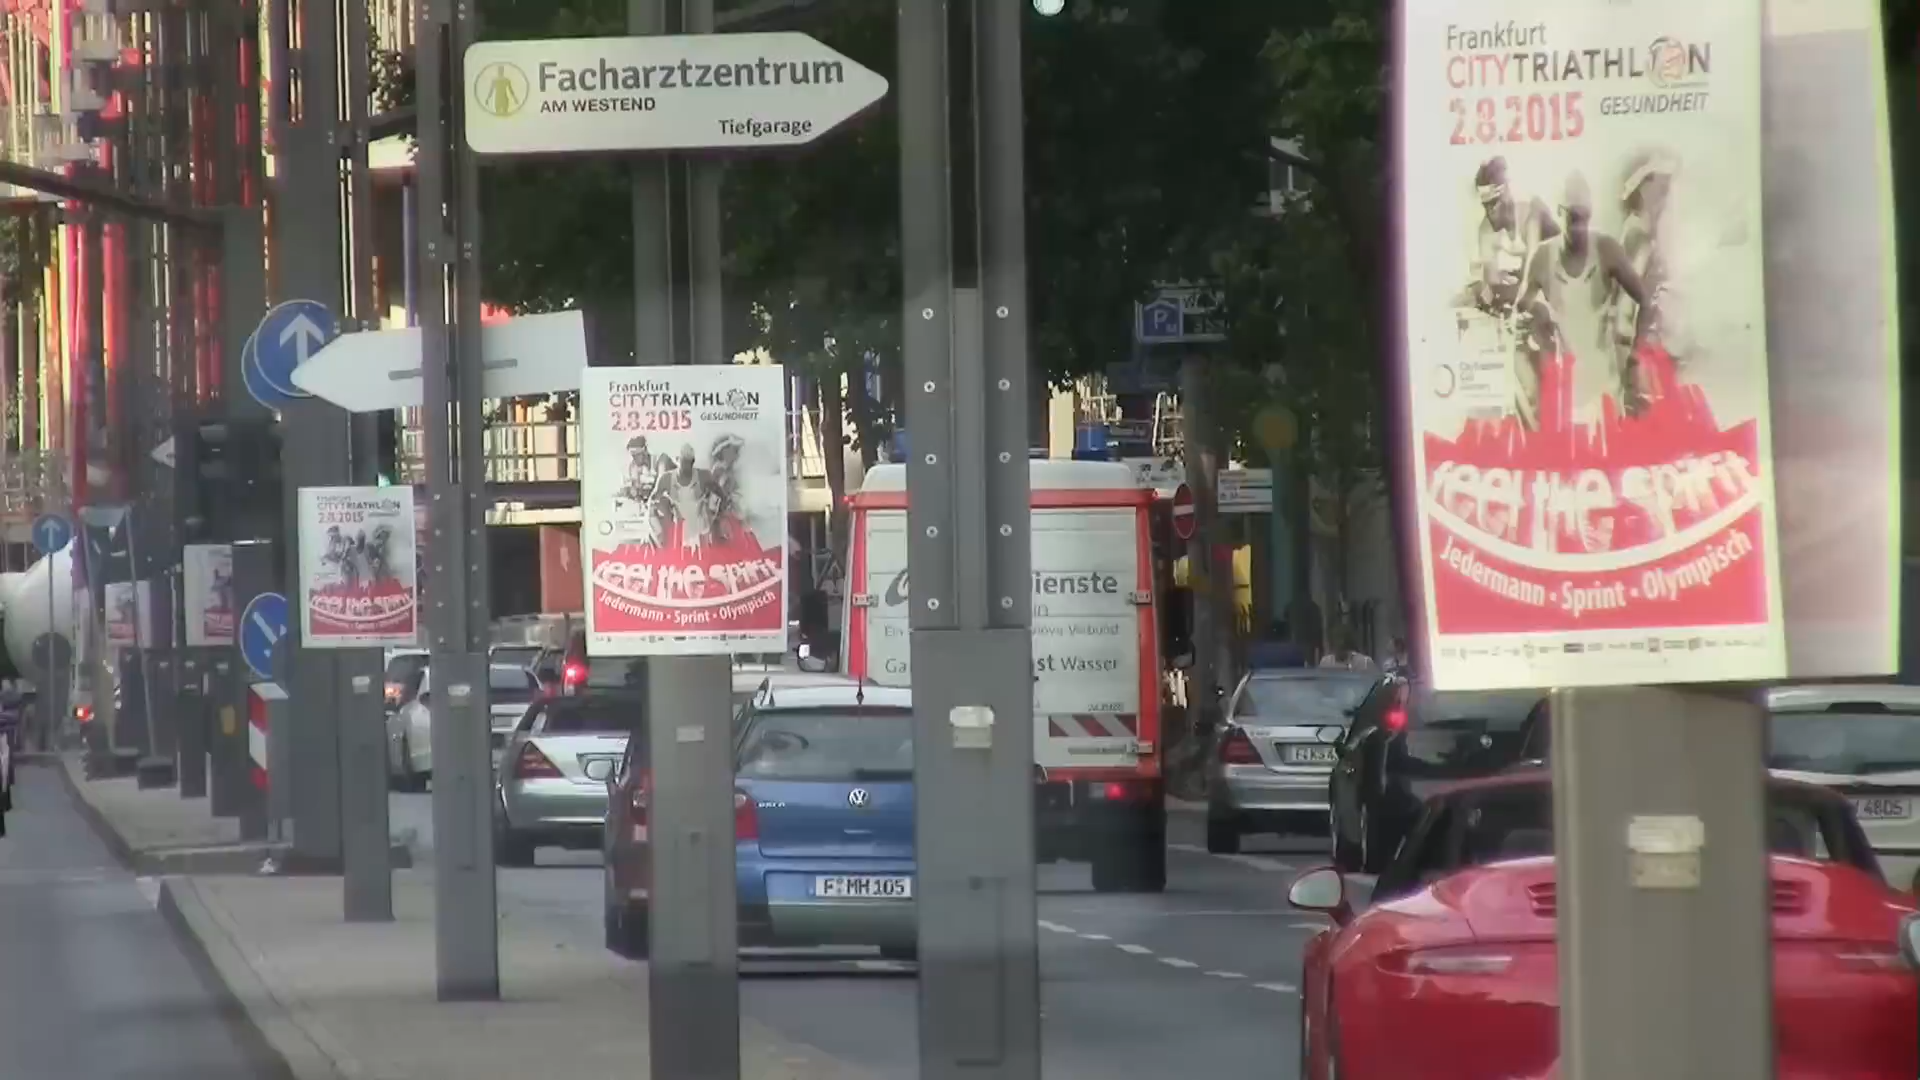 Facharztzentrum
AM WESTEND
Tiefgarage
Frankfurt
CITYTRIATHLON
2.8.2015 GESUNDHEIT
feel the spirit
Jedermann • Sprint • Olympisch
Frankfurt
CITYTRIATHLON
2.8.2015 GESUNDHEIT
feel the spirit
Jedermann • Sprint • Olympisch
CITYTRIATHLON
2.8.2015
feel the spirit
P
ienste
st Wasser
F MH 105